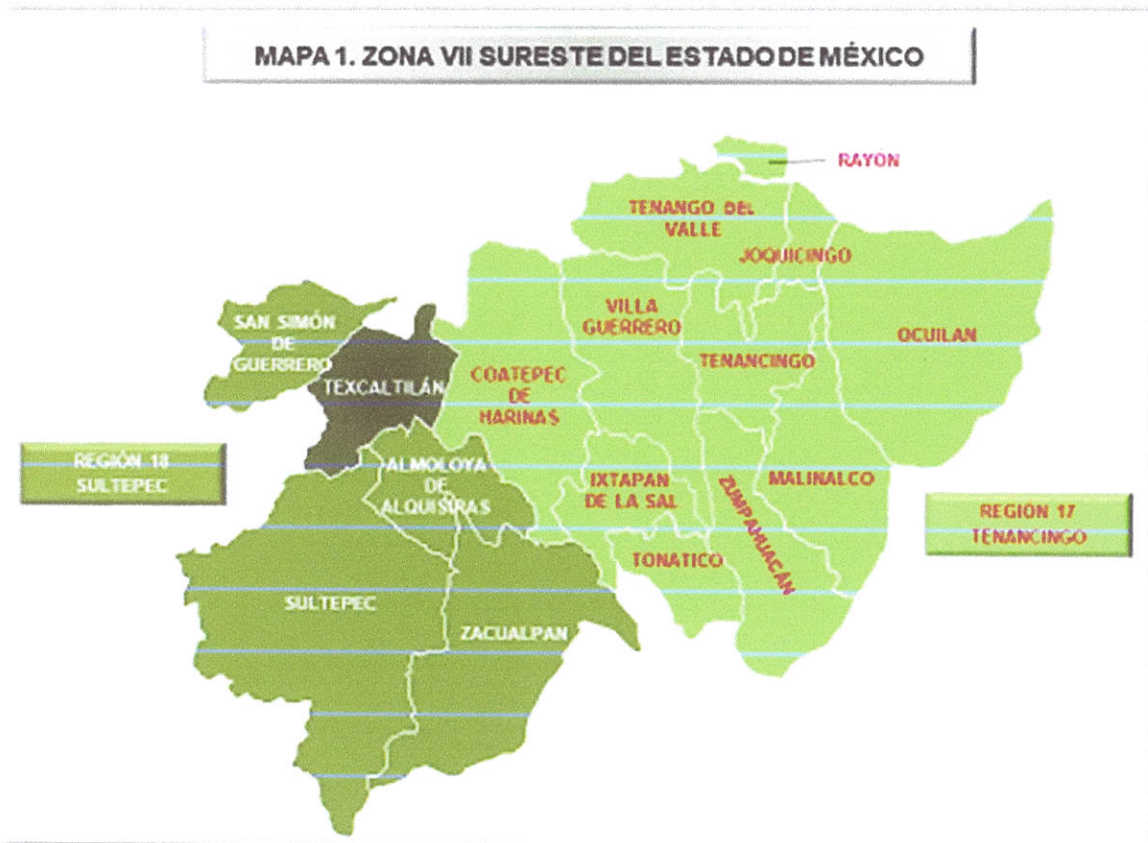 MAPA 1. ZONA VII SURESTE DEL ESTADO DE MÉXICO
RAYÓN
TENANGO DEL
VALLE
JOQUICINGO
SAN SIMÓN
DE
GUERRERO
VILLA
GUERRERO
OCUILAN
TENANCINGO
TEXCALTILÁN
COATEPEC
DE
HARINAS
REGIÓN 18
SULTEPEC
ALMOLOYA
DE
ALQUISIRAS
IXTAPAN
DE LA SAL
ZUMPAHUACÁN
MALINALCO
REGIÓN 17
TENANCINGO
TONATICO
SULTEPEC
ZACUALPAN